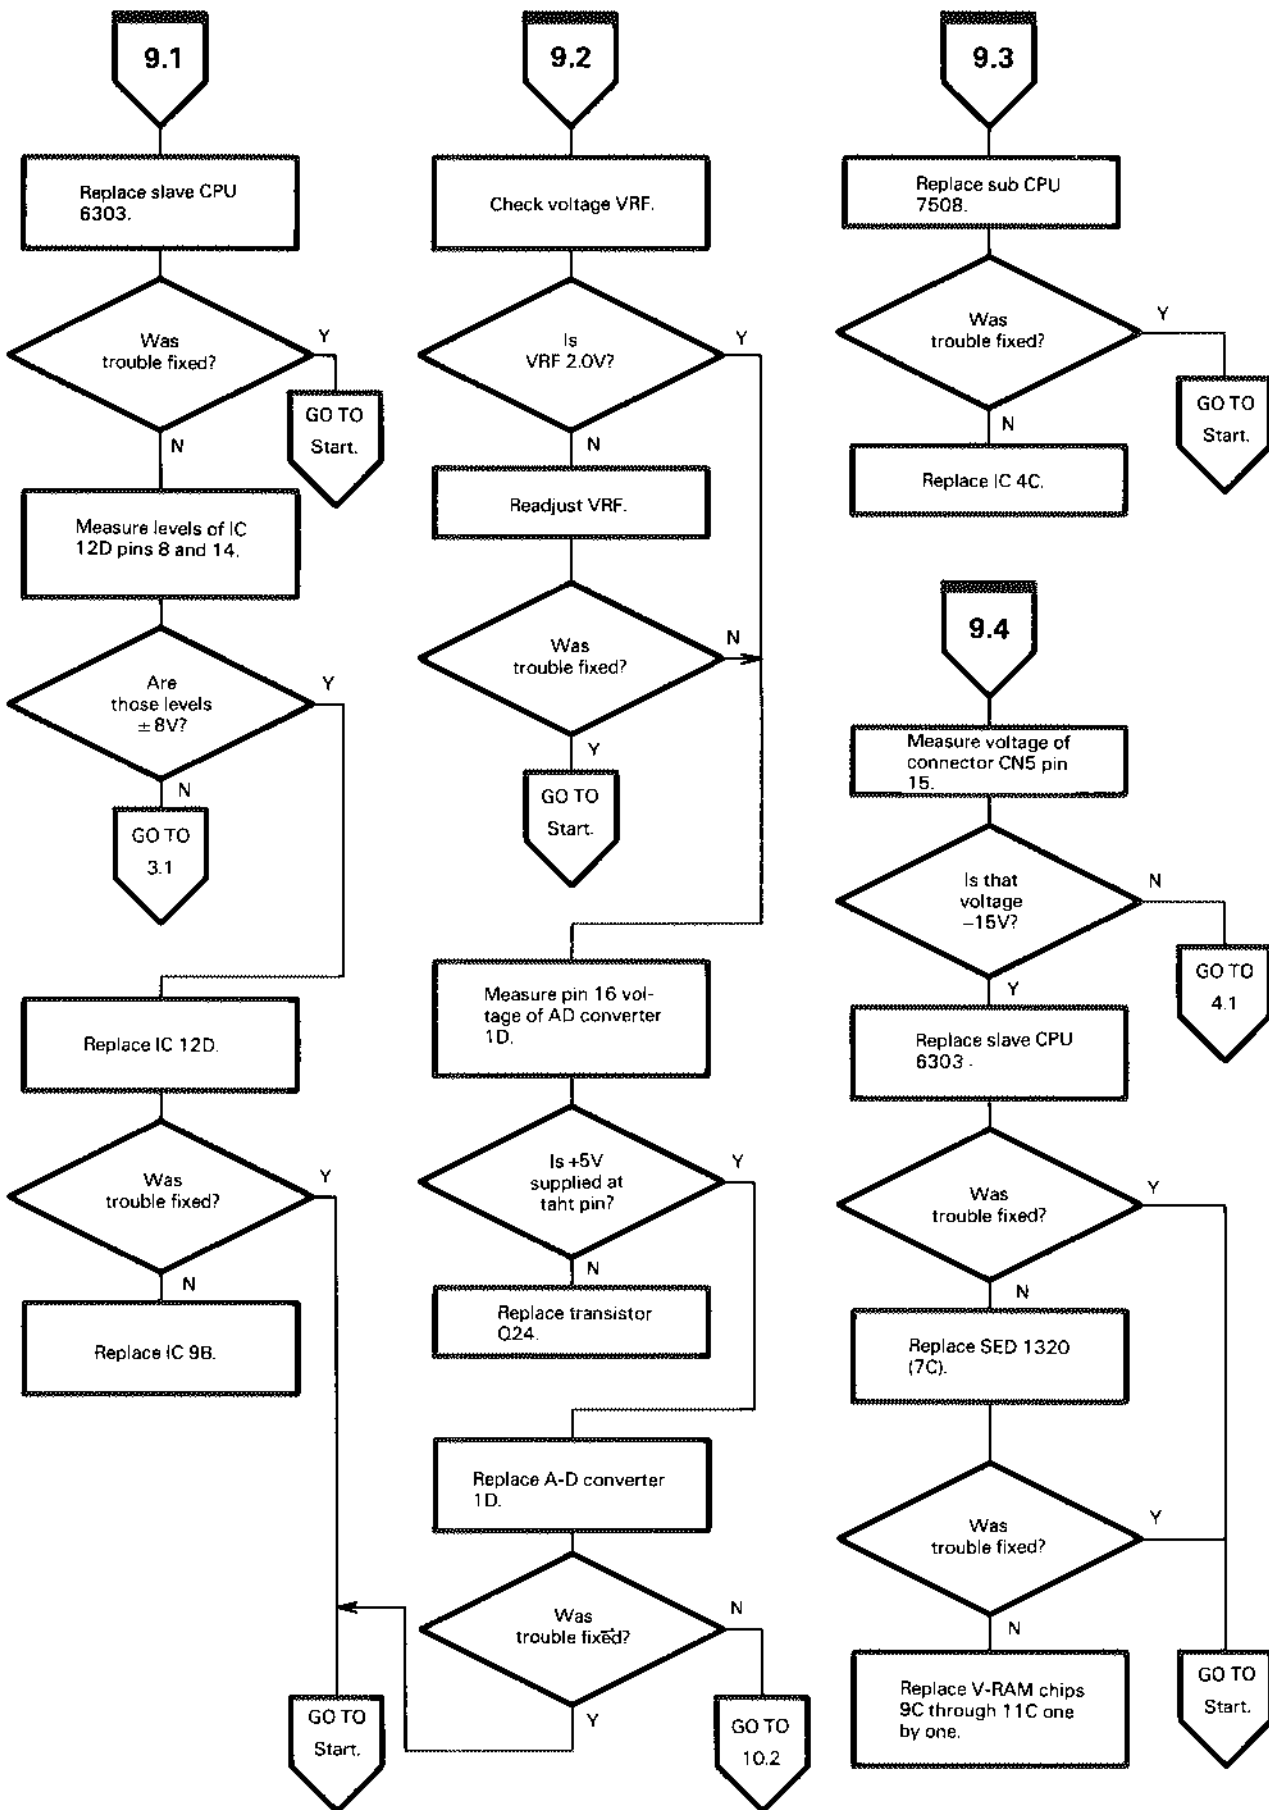 9.1
Replace slave CPU
6303.
Was
trouble fixed?
Y
GO TO
Start.
N
Measure levels of IC
12D pins 8 and 14.
Are
those levels
±8V?
Y
N
GO TO
3.1
Replace IC 12D.
Was
trouble fixed?
Y
N
Replace IC 9B.
GO TO
Start.
9.2
Check voltage VRF.
Is
VRF 2.0V?
Y
N
Readjust VRF.
Was
trouble fixed?
N
Y
GO TO
Start.
Measure pin 16 vol-
tage of AD converter
1D.
Is +5V
supplied at
taht pin?
Y
N
Replace transistor
Q24.
Replace A-D converter
1D.
Was
trouble fixed?
N
Y
GO TO
10.2
9.3
Replace sub CPU
7508.
Was
trouble fixed?
Y
GO TO
Start.
N
Replace IC 4C.
9.4
Measure voltage of
connector CN5 pin
15.
Is that
voltage
–15V?
N
GO TO
4.1
Y
Replace slave CPU
6303.
Was
trouble fixed?
Y
N
Replace SED 1320
(7C).
Was
trouble fixed?
Y
N
Replace V-RAM chips
9C through 11C one
by one.
GO TO
Start.